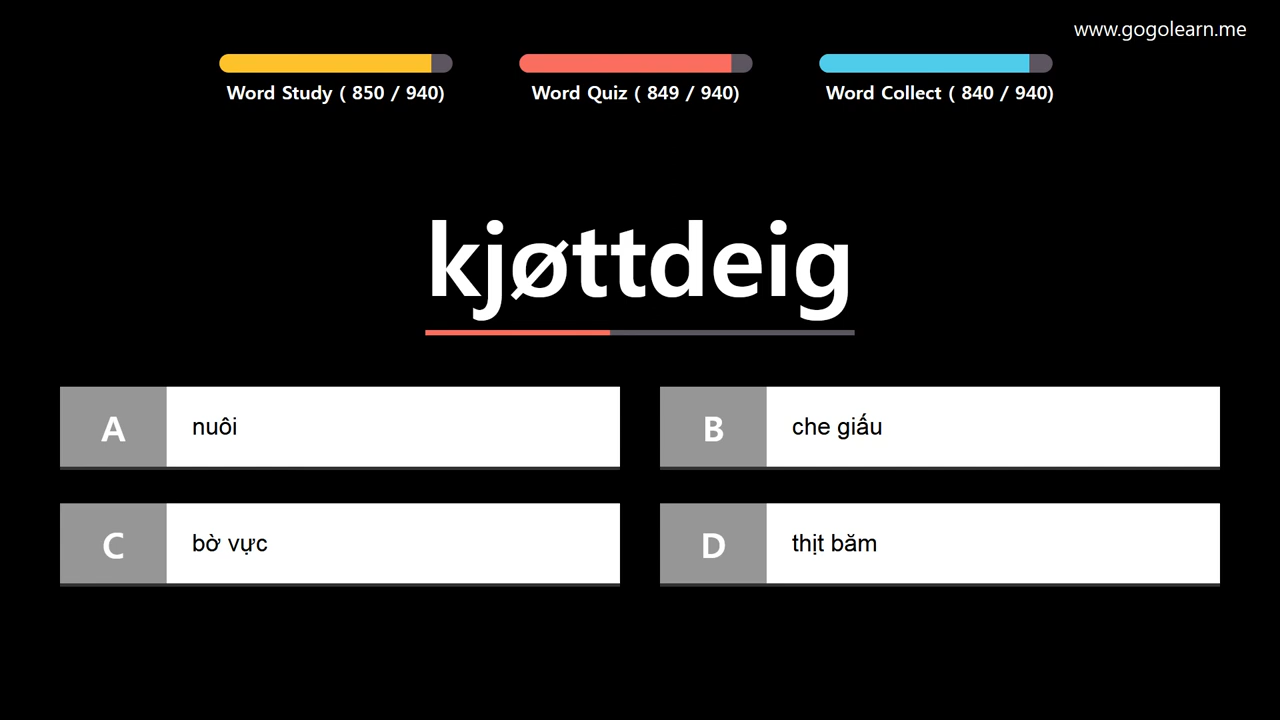 www.gogolearn.me
Word Study ( 850 / 940)
Word Quiz ( 849 / 940)
Word Collect ( 840 / 940)
kjøttdeig
A nuôi
B che giấu
C bờ vực
D thịt băm